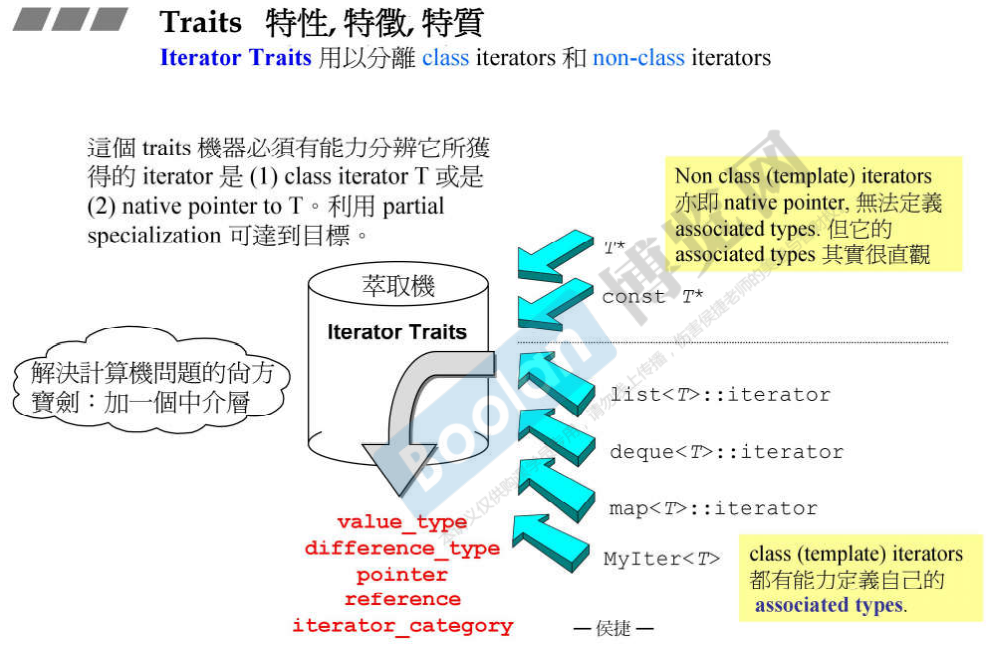 Traits 特性, 特徵, 特質
Iterator Traits 用以分離 class iterators 和 non-class iterators
這個 traits 機器必須有能力分辨它所獲
得的 iterator 是 (1) class iterator T 或是
(2) native pointer to T。利用 partial
specialization 可達到目標。
Non class (template) iterators
亦即 native pointer, 無法定義
associated types. 但它的
associated types 其實很直觀
萃取機
Iterator Traits
解決計算機問題的尚方
寶劍：加一個中介層
T*
const T*
list<T>::iterator
deque<T>::iterator
map<T>::iterator
MyIter<T>
value_type
difference_type
pointer
reference
iterator_category
class (template) iterators
都有能力定義自己的
associated types.
— 侯捷 —
Boolan
博览网